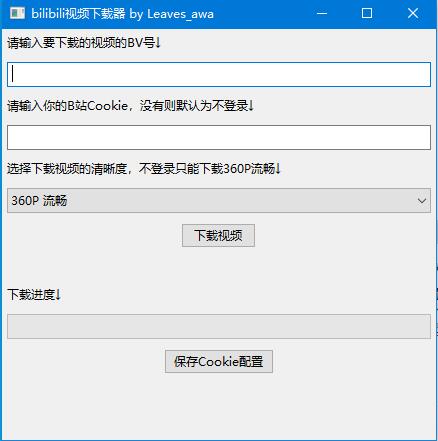 bilibili视频下载器 by Leaves_awa
请输入要下载的视频的BV号↓
请输入你的B站Cookie，没有则默认为不登录↓
选择下载视频的清晰度，不登录只能下载360P流畅↓
360P 流畅
下载视频
下载进度↓
保存Cookie配置